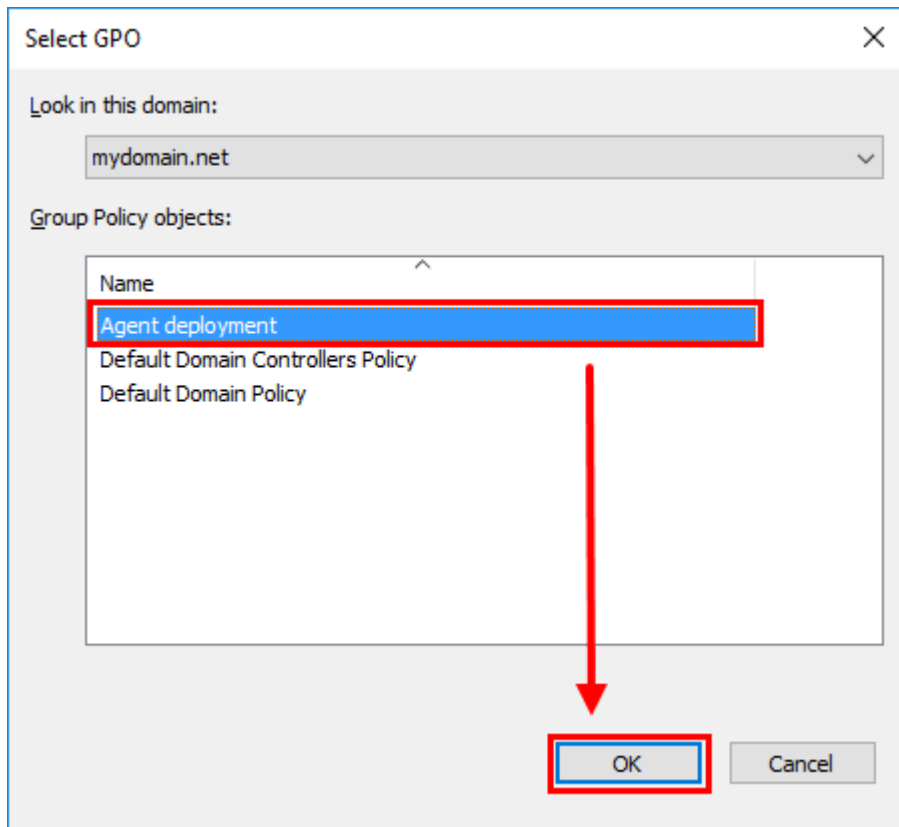 Select GPO
Look in this domain:
mydomain.net
Group Policy objects:
Name
Agent deployment
Default Domain Controllers Policy
Default Domain Policy
OK Cancel